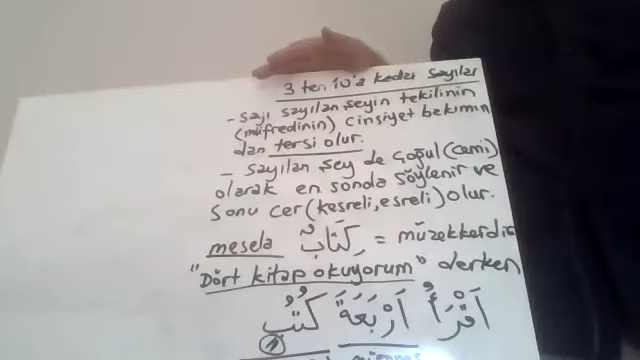 3 ten 10'a kadar sayılar
- sayı sayılan şeyin tekilinin
(müfredinin) cinsiyet bakımın
dan tersi olur.
- sayılan şey de çoğul (cemi)
olarak en sonda söylenir ve
sonu cer (kesreli, esreli) olur.
mesela كِتَابٌ = müzekkerdir
"Dört kitap okuyorum" derken
اَقْرَأُ اَرْبَعَةَ كُتُبٍ